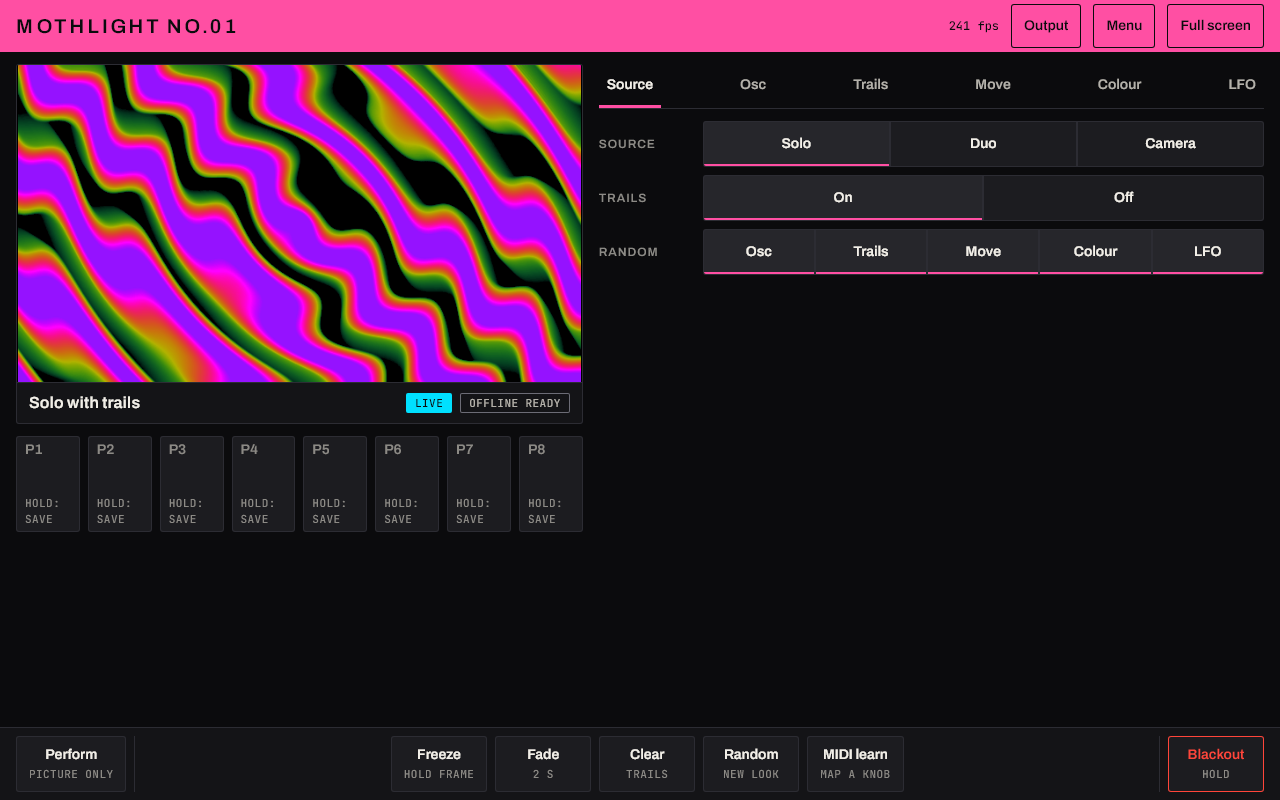 MOTHLIGHT NO.01
241 fps
Output
Menu
Full screen
Source
Osc
Trails
Move
Colour
LFO
SOURCE
Solo
Duo
Camera
TRAILS
On
Off
RANDOM
Osc
Trails
Move
Colour
LFO
Solo with trails
LIVE
OFFLINE READY
P1
HOLD:
SAVE
P2
HOLD:
SAVE
P3
HOLD:
SAVE
P4
HOLD:
SAVE
P5
HOLD:
SAVE
P6
HOLD:
SAVE
P7
HOLD:
SAVE
P8
HOLD:
SAVE
Perform
PICTURE ONLY
Freeze
HOLD FRAME
Fade
2 S
Clear
TRAILS
Random
NEW LOOK
MIDI learn
MAP A KNOB
Blackout
HOLD